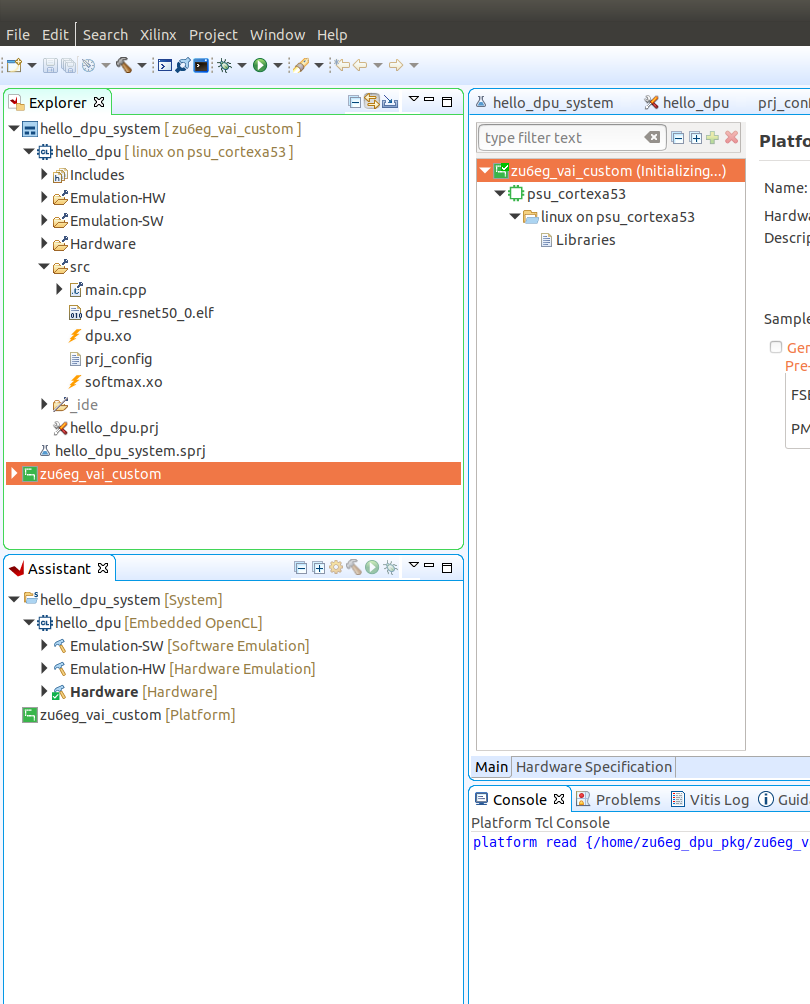 File Edit Search Xilinx Project Window Help
Explorer
hello_dpu_system [ zu6eg_vai_custom ]
hello_dpu [ linux on psu_cortexa53 ]
Includes
Emulation-HW
Emulation-SW
Hardware
src
main.cpp
dpu_resnet50_0.elf
dpu.xo
prj_config
softmax.xo
_ide
hello_dpu.prj
hello_dpu_system.sprj
zu6eg_vai_custom
Assistant
hello_dpu_system [System]
hello_dpu [Embedded OpenCL]
Emulation-SW [Software Emulation]
Emulation-HW [Hardware Emulation]
Hardware [Hardware]
zu6eg_vai_custom [Platform]
hello_dpu_system hello_dpu prj_con
type filter text
zu6eg_vai_custom (Initializing...)
psu_cortexa53
linux on psu_cortexa53
Libraries
Platfo
Name:
Hardwa
Descrip
Sample
Gen
Pre-
FSB
PM
Main Hardware Specification
Console Problems Vitis Log Guida
Platform Tcl Console
platform read {/home/zu6eg_dpu_pkg/zu6eg_v